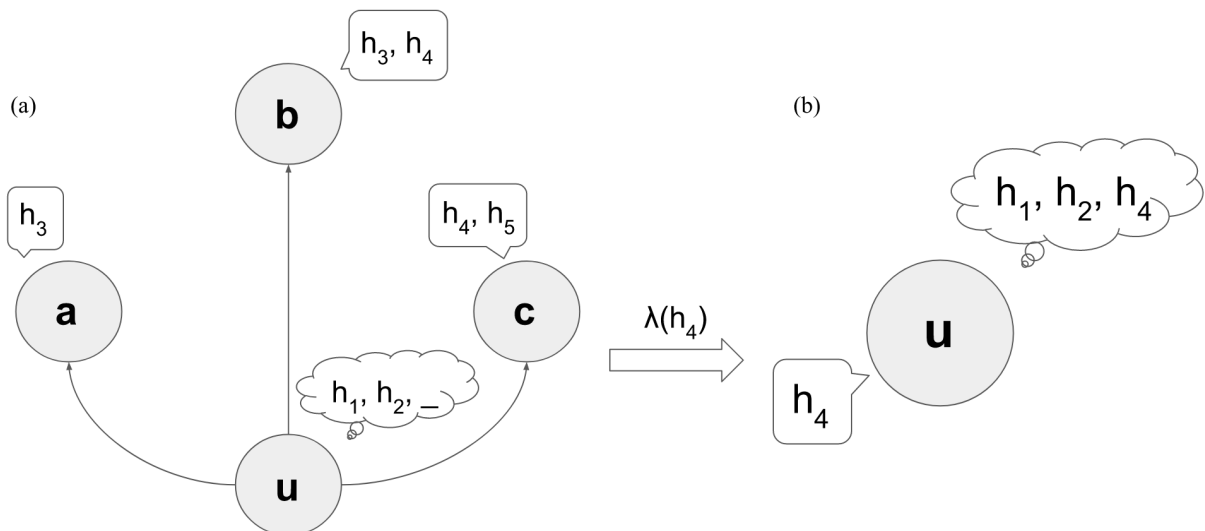 (a)
h₃, h₄
b
h₃
a
h₄, h₅
c
h₁, h₂, _
u
λ(h₄)
(b)
h₁, h₂, h₄
u
h₄